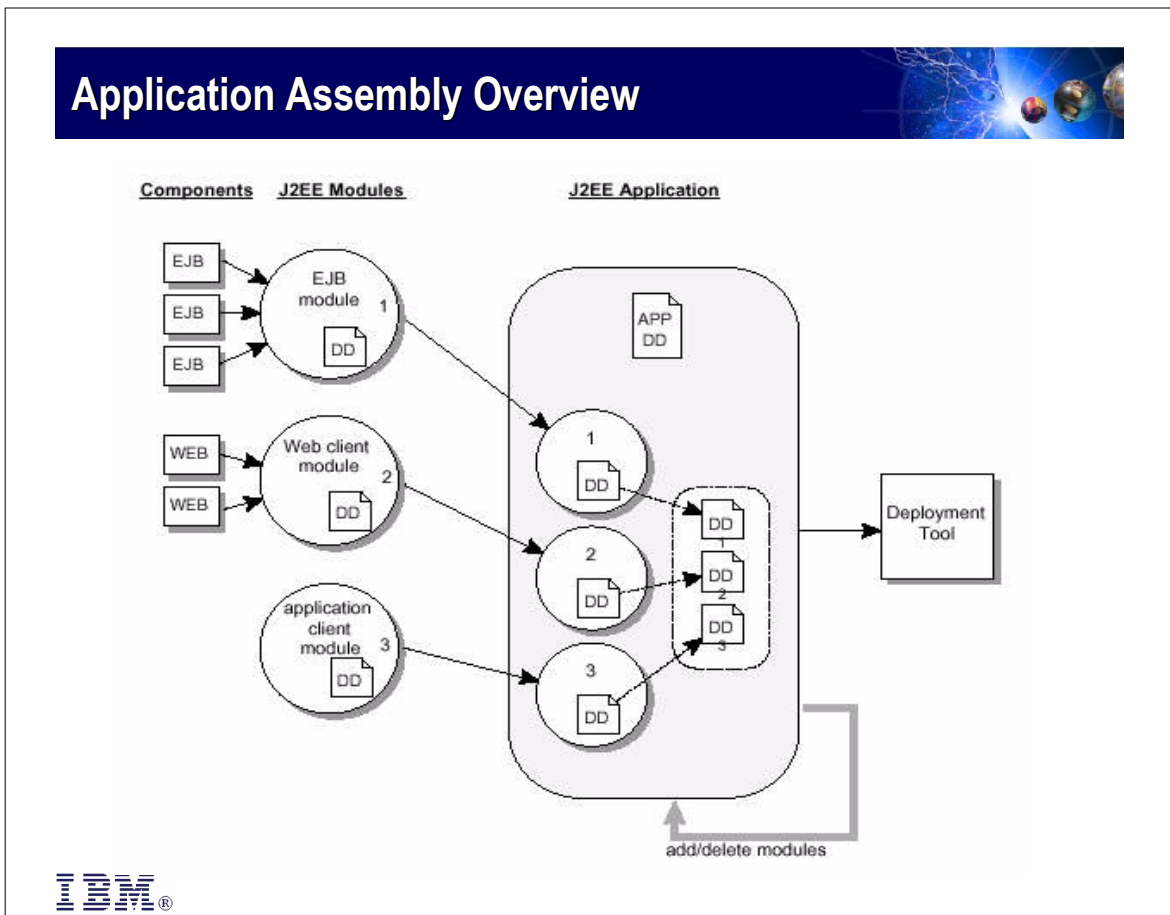 Application Assembly Overview
Components
J2EE Modules
J2EE Application
EJB
EJB
EJB
EJB
module
1
DD
WEB
WEB
Web client
module
2
DD
application
client
module
3
DD
APP
DD
1
DD
2
DD
3
DD
DD
1
DD
2
DD
3
Deployment
Tool
add/delete modules
IBM®